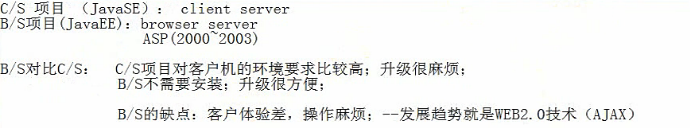 C/S 项目 （JavaSE）： client server
B/S项目(JavaEE)：browser server
ASP(2000~2003)
B/S对比C/S： C/S项目对客户机的环境要求比较高；升级很麻烦；
B/S不需要安装；升级很方便；
B/S的缺点：客户体验差，操作麻烦；--发展趋势就是WEB2.0技术（AJAX）